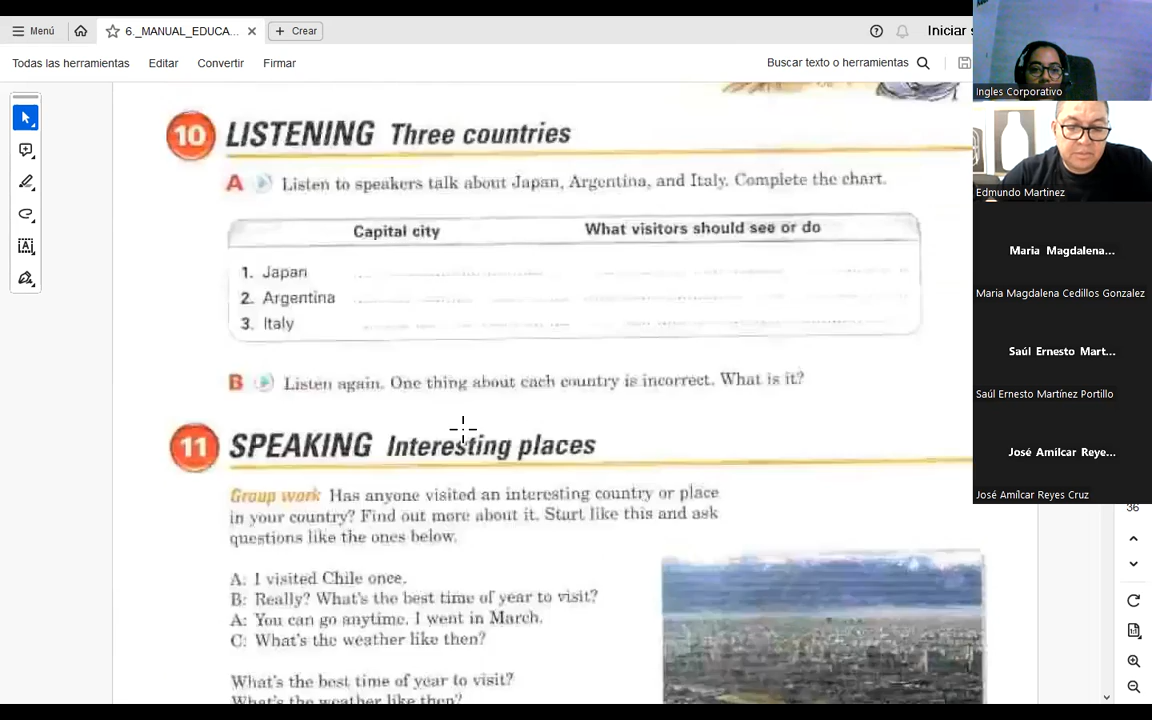 Menú
6._MANUAL_EDUCA...
Crear
Iniciar s
Todas las herramientas
Editar
Convertir
Firmar
Buscar texto o herramientas
10 LISTENING Three countries
A Listen to speakers talk about Japan, Argentina, and Italy. Complete the chart.
Capital city What visitors should see or do
1. Japan
2. Argentina
3. Italy
B Listen again. One thing about each country is incorrect. What is it?
11 SPEAKING Interesting places
Group work Has anyone visited an interesting country or place
in your country? Find out more about it. Start like this and ask
questions like the ones below.
A: I visited Chile once.
B: Really? What's the best time of year to visit?
A: You can go anytime. I went in March.
C: What's the weather like then?
What's the best time of year to visit?
What's the weather like then?
Ingles Corporativo
Edmundo Martinez
Maria Magdalena...
Maria Magdalena Cedillos Gonzalez
Saúl Ernesto Mart...
Saúl Ernesto Martínez Portillo
José Amilcar Reye...
José Amílcar Reyes Cruz
36